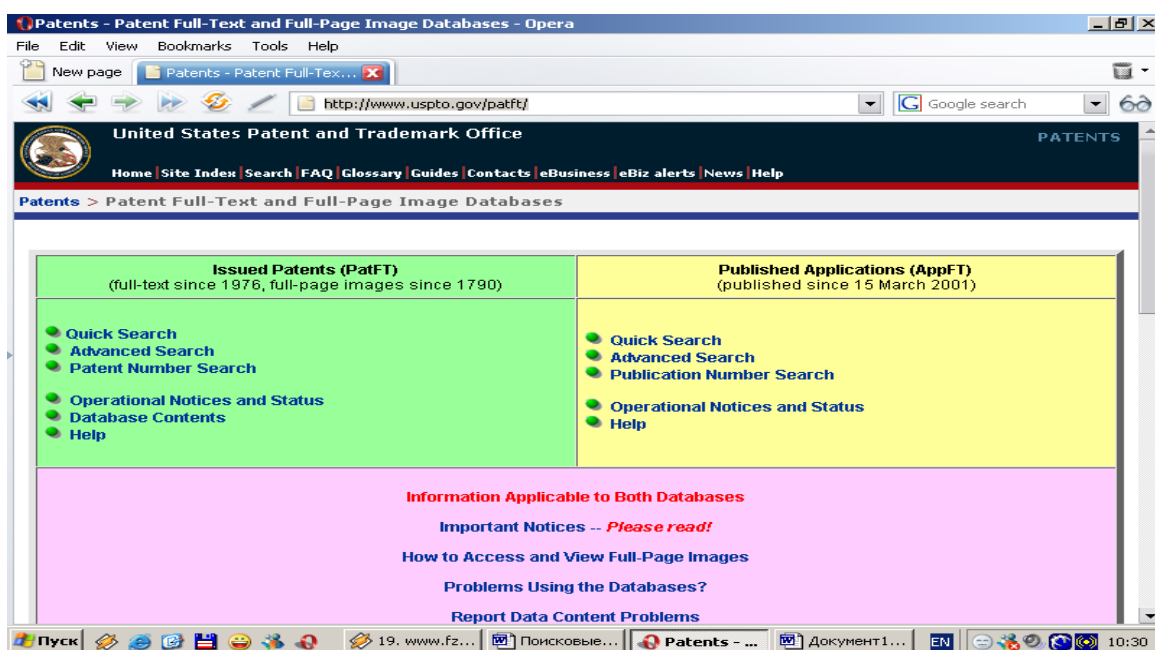 Patents - Patent Full-Text and Full-Page Image Databases - Opera
File Edit View Bookmarks Tools Help
New page Patents - Patent Full-Tex...
http://www.uspto.gov/patft/ G Google search
United States Patent and Trademark Office
PATENTS
Home|Site Index|Search|FAQ|Glossary|Guides|Contacts|eBusiness|eBiz alerts|News|Help
Patents > Patent Full-Text and Full-Page Image Databases
Issued Patents (PatFT)
(full-text since 1976, full-page images since 1790)
Quick Search
Advanced Search
Patent Number Search
Operational Notices and Status
Database Contents
Help
Published Applications (AppFT)
(published since 15 March 2001)
Quick Search
Advanced Search
Publication Number Search
Operational Notices and Status
Help
Information Applicable to Both Databases
Important Notices -- Please read!
How to Access and View Full-Page Images
Problems Using the Databases?
Report Data Content Problems
Пуск 19. www.fz... Поисковые... Patents - ... Документ1... EN 10:30